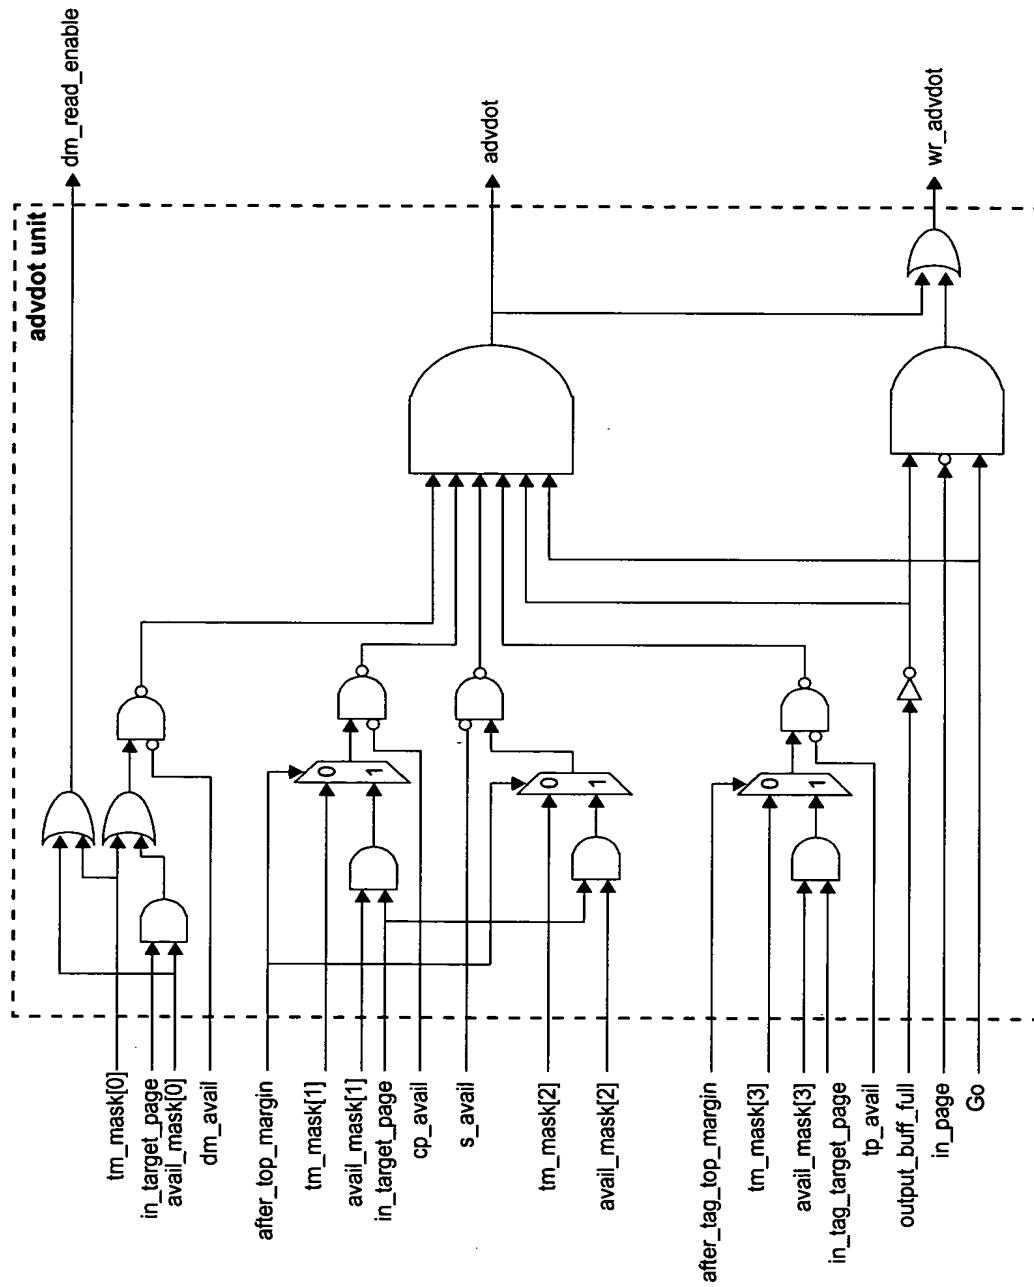 advdot unit
dm_read_enable
advdot
wr_advdot
tm_mask[0]
in_target_page
avail_mask[0]
dm_avail
after_top_margin
tm_mask[1]
avail_mask[1]
in_target_page
cp_avail
s_avail
tm_mask[2]
avail_mask[2]
after_tag_top_margin
tm_mask[3]
avail_mask[3]
in_tag_target_page
tp_avail
output_buff_full
in_page
Go
0
1
0
1
0
1